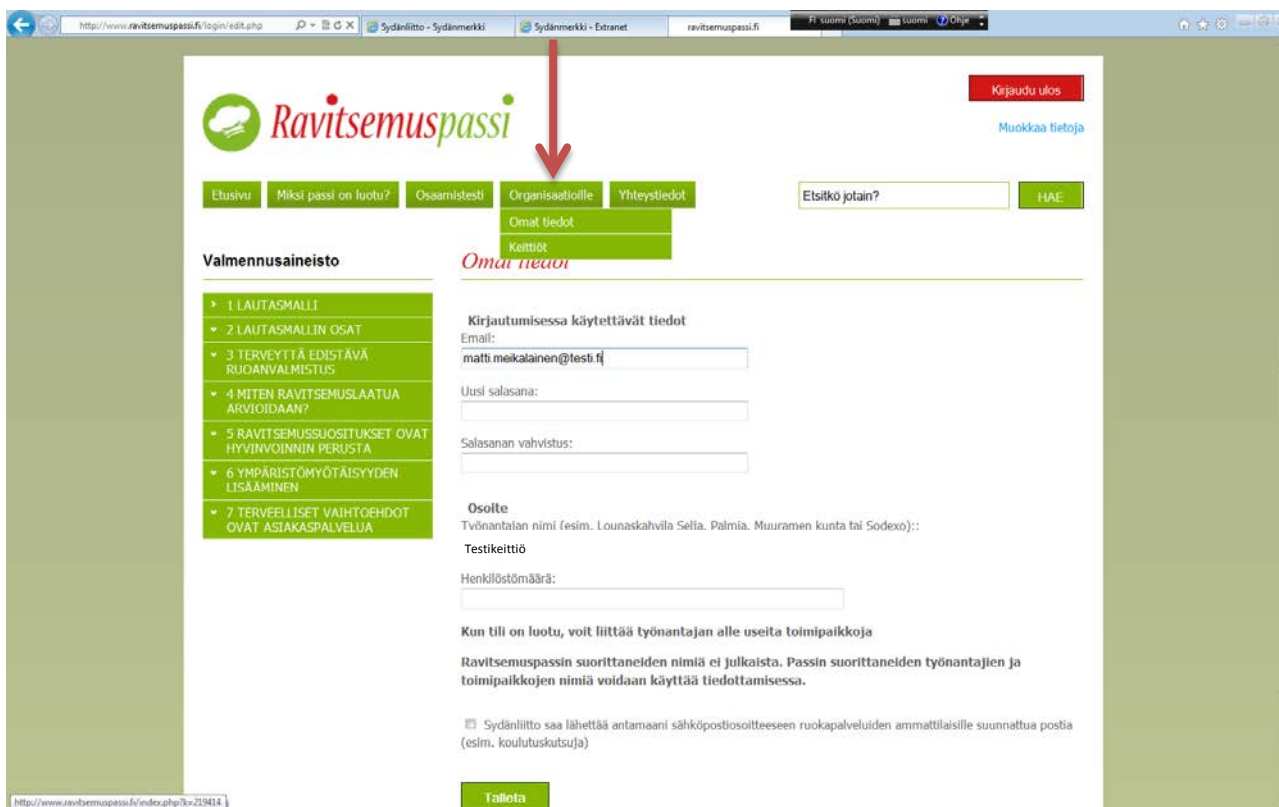 http://www.ravitsemuspassi.fi/login/edit.php
Sydänliitto - Sydänmerkki
Sydänmerkki - Extranet
ravitsemuspassi.fi
FI suomi (Suomi) suomi Ohje
Ravitsemuspassi
Kirjaudu ulos
Muokkaa tietoja
Etusivu Miksi passi on luotu? Osaamistesti Organisaatioille Yhteystiedot
Etsitkö jotain? HAE
Omat tiedot
Keittiöt
Valmennusaineisto
Omat tiedot
1 LAUTASMALLI
2 LAUTASMALLIN OSAT
3 TERVEYTTÄ EDISTÄVÄ
RUOANVALMISTUS
4 MITEN RAVITSEMUSLAATUA
ARVIOIDAAN?
5 RAVITSEMUSSUOSITUKSET OVAT
HYVINVOINNIN PERUSTA
6 YMPÄRISTÖMYÖTÄISYYDEN
LISÄÄMINEN
7 TERVEELLISET VAIHTOEHDOT
OVAT ASIAKASPALVELUA
Kirjautumisessa käytettävät tiedot
Email:
matti.meikalainen@testi.fi
Uusi salasana:
Salasanan vahvistus:
Osoite
Työnantajan nimi (esim. Lounaskahvila Selia, Palmia, Muuramen kunta tai Sodexo)::
Testikeittiö
Henkilöstömäärä:
Kun tili on luotu, voit liittää työnantajan alle useita toimipaikkoja
Ravitsemuspassin suorittaneiden nimiä ei julkaista. Passin suorittaneiden työnantajien ja
toimipaikkojen nimiä voidaan käyttää tiedottamisessa.
Sydänliitto saa lähettää antamaani sähköpostiosoitteeseen ruokapalveluiden ammattilaisille suunnattua postia
(esim. koulutuskutsuja)
Talleta
http://www.ravitsemuspassi.fi/index.php?k=219414